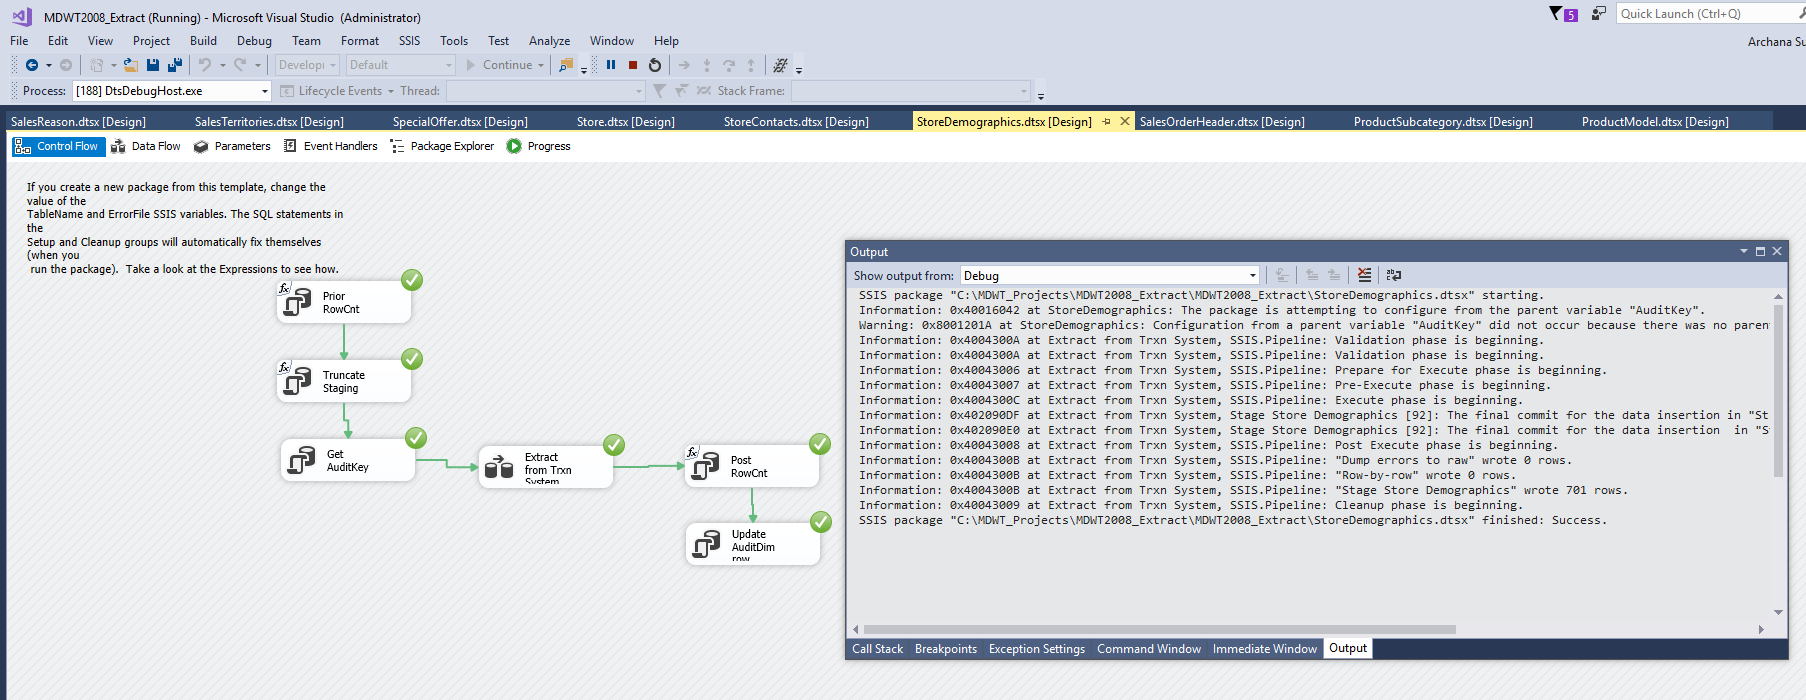 MDWT2008_Extract (Running) - Microsoft Visual Studio (Administrator)
5
Quick Launch (Ctrl+Q)
File Edit View Project Build Debug Team Format SSIS Tools Test Analyze Window Help
Archana Su
Developi Default Continue
Process: [188] DtsDebugHost.exe Lifecycle Events Thread: Stack Frame:
SalesReason.dtsx [Design] SalesTerritories.dtsx [Design] SpecialOffer.dtsx [Design] Store.dtsx [Design] StoreContacts.dtsx [Design] StoreDemographics.dtsx [Design] SalesOrderHeader.dtsx [Design] ProductSubcategory.dtsx [Design] ProductModel.dtsx [Design]
Control Flow Data Flow Parameters Event Handlers Package Explorer Progress
If you create a new package from this template, change the
value of the
TableName and ErrorFile SSIS variables. The SQL statements in
the
Setup and Cleanup groups will automatically fix themselves
(when you
run the package). Take a look at the Expressions to see how.
fx
Prior
RowCnt
fx
Truncate
Staging
Get
AuditKey
Extract
from Trxn
System
fx
Post
RowCnt
Update
AuditDim
row
Output
Show output from: Debug
SSIS package "C:\MDWT_Projects\MDWT2008_Extract\MDWT2008_Extract\StoreDemographics.dtsx" starting.
Information: 0x40016042 at StoreDemographics: The package is attempting to configure from the parent variable "AuditKey".
Warning: 0x8001201A at StoreDemographics: Configuration from a parent variable "AuditKey" did not occur because there was no paren
Information: 0x4004300A at Extract from Trxn System, SSIS.Pipeline: Validation phase is beginning.
Information: 0x4004300A at Extract from Trxn System, SSIS.Pipeline: Validation phase is beginning.
Information: 0x40043006 at Extract from Trxn System, SSIS.Pipeline: Prepare for Execute phase is beginning.
Information: 0x40043007 at Extract from Trxn System, SSIS.Pipeline: Pre-Execute phase is beginning.
Information: 0x4004300C at Extract from Trxn System, SSIS.Pipeline: Execute phase is beginning.
Information: 0x402090DF at Extract from Trxn System, Stage Store Demographics [92]: The final commit for the data insertion in "St
Information: 0x402090E0 at Extract from Trxn System, Stage Store Demographics [92]: The final commit for the data insertion  in "S
Information: 0x40043008 at Extract from Trxn System, SSIS.Pipeline: Post Execute phase is beginning.
Information: 0x4004300B at Extract from Trxn System, SSIS.Pipeline: "Dump errors to raw" wrote 0 rows.
Information: 0x4004300B at Extract from Trxn System, SSIS.Pipeline: "Row-by-row" wrote 0 rows.
Information: 0x4004300B at Extract from Trxn System, SSIS.Pipeline: "Stage Store Demographics" wrote 701 rows.
Information: 0x40043009 at Extract from Trxn System, SSIS.Pipeline: Cleanup phase is beginning.
SSIS package "C:\MDWT_Projects\MDWT2008_Extract\MDWT2008_Extract\StoreDemographics.dtsx" finished: Success.
Call Stack Breakpoints Exception Settings Command Window Immediate Window Output